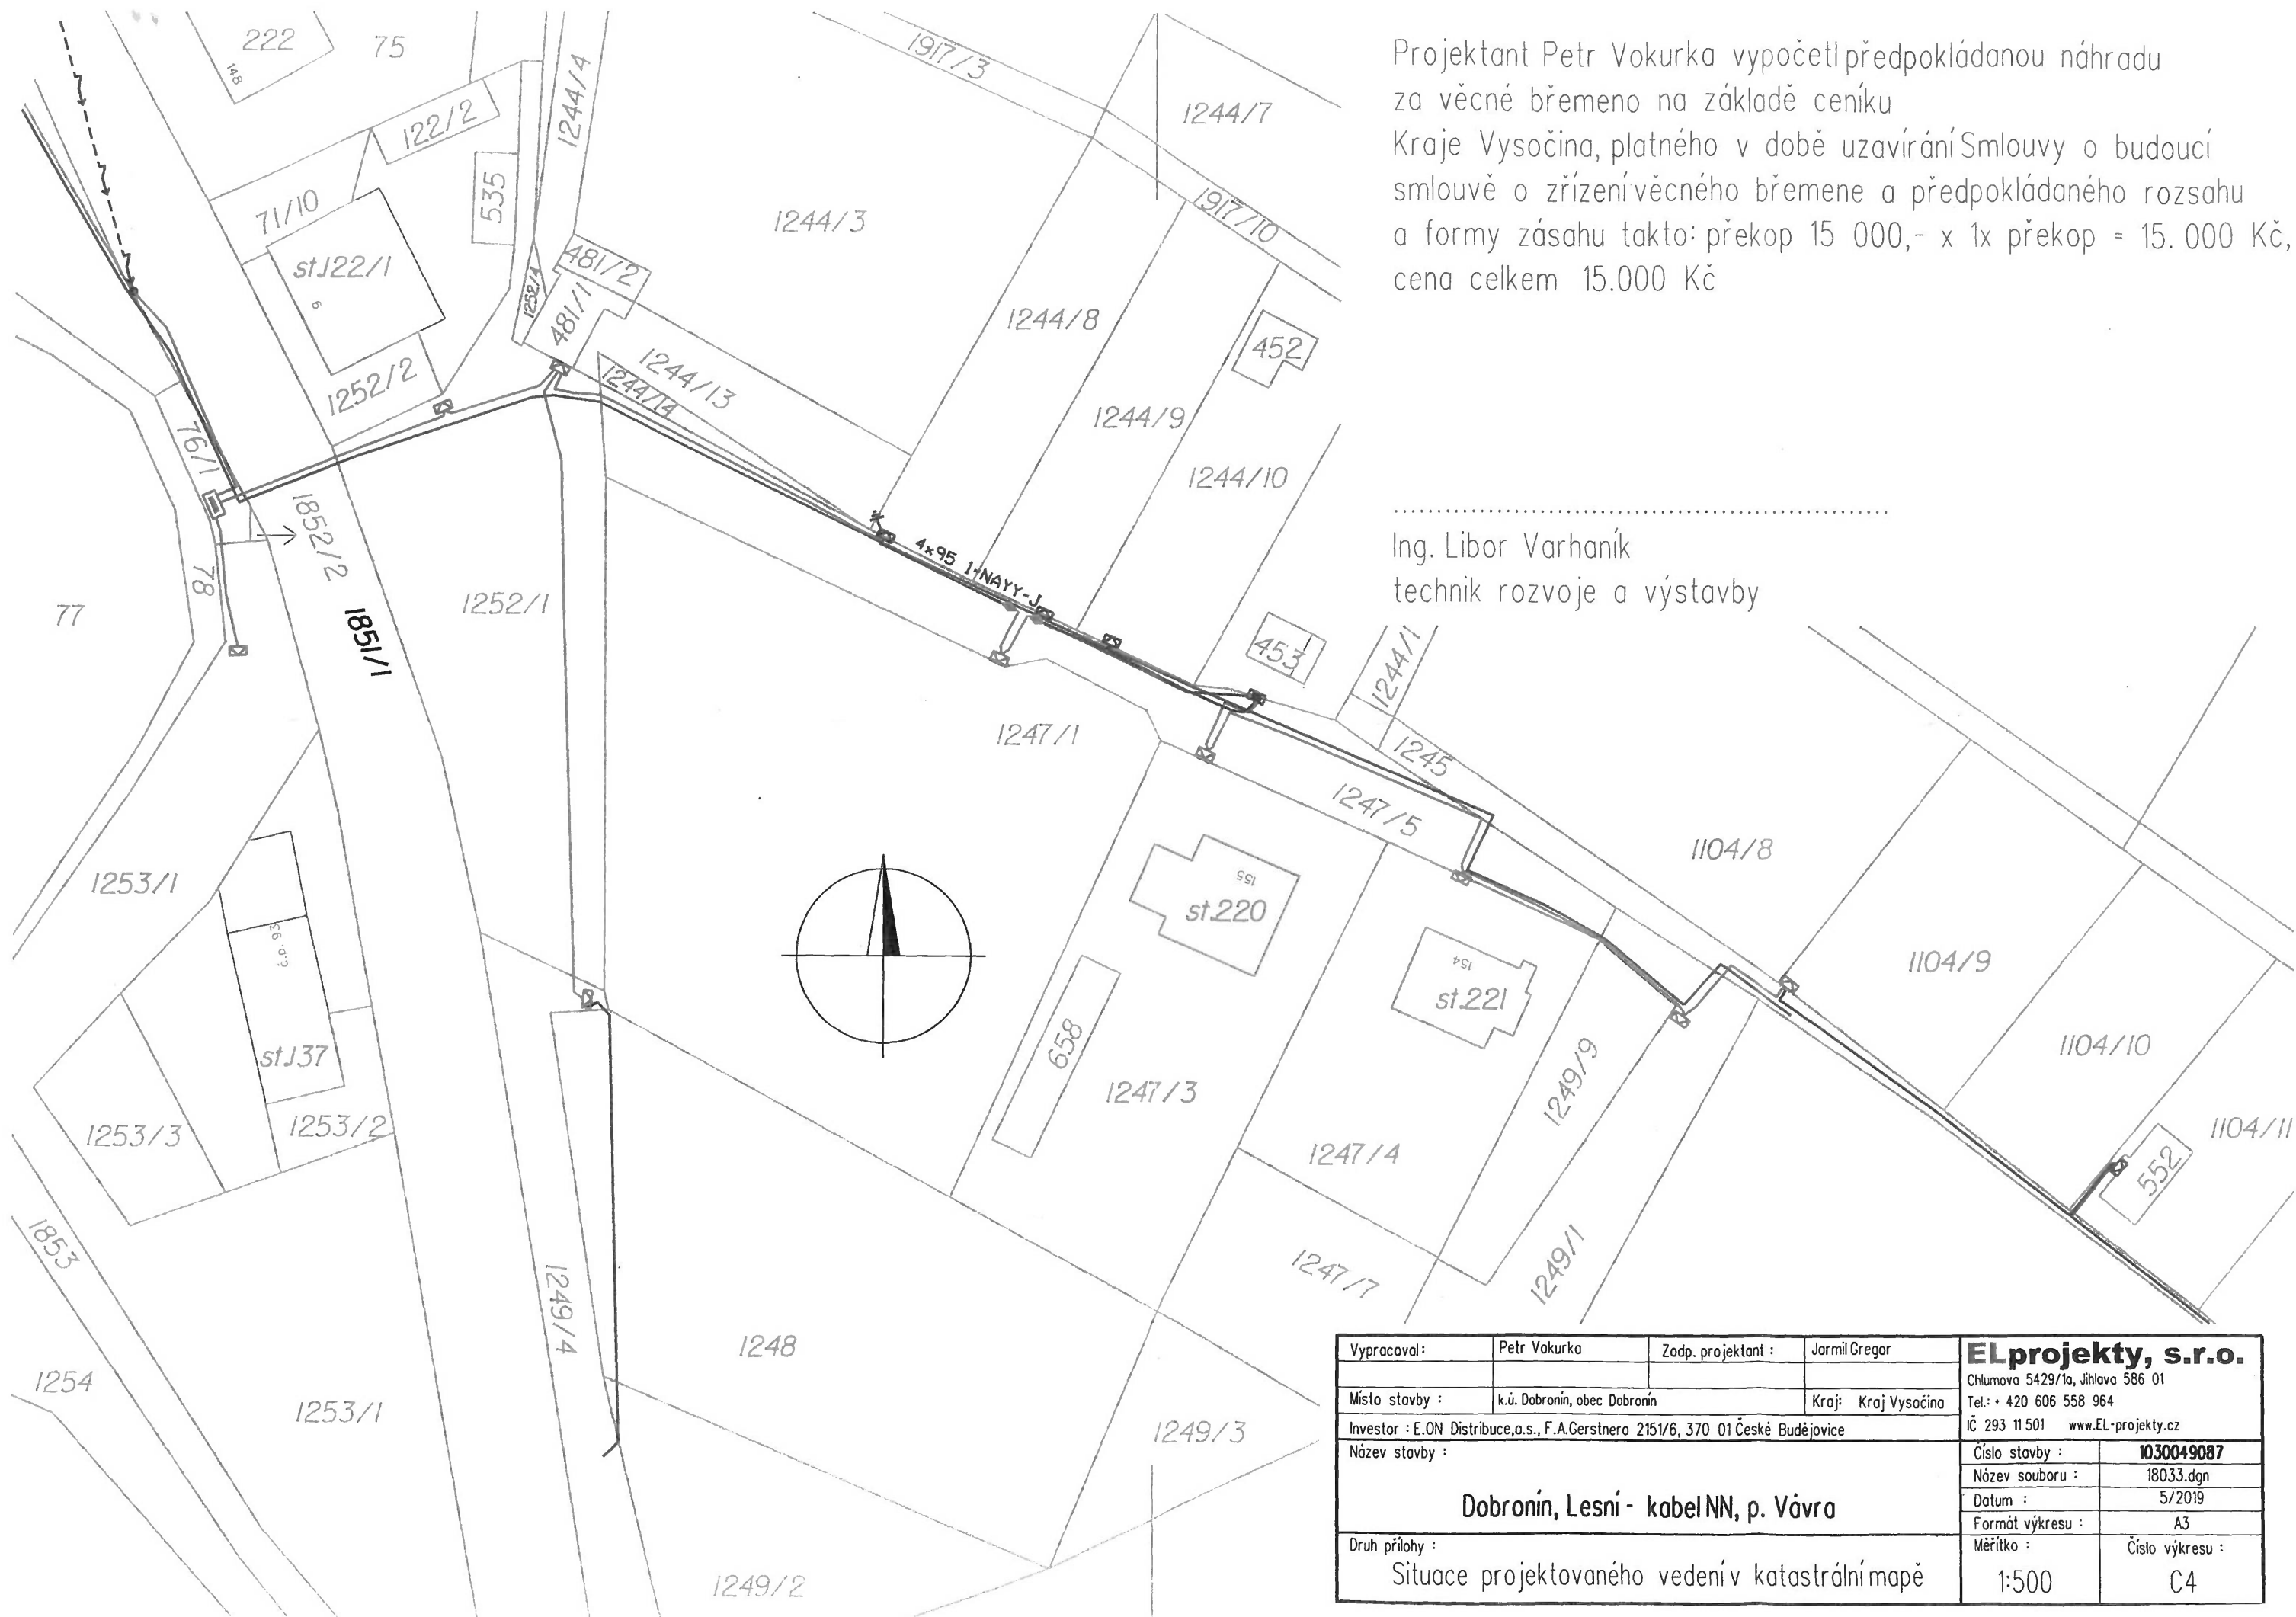 222
75
148
122/2
1244/4
1917/3
1244/7
71/10
535
1244/3
1917/10
st.122/1
6
481/2
1252/4
481/1
1244/8
452
1252/2
1244/13
1244/14
1244/9
1244/10
76/1
1852/2
4x95 1-NAYY-J
78
77
1851/1
1252/1
453
1244/1
1247/1
1245
1247/5
1104/8
1253/1
155
st.220
č.p. 93
154
st.221
1104/9
st.137
658
1104/10
1247/3
1249/9
1253/3
1253/2
1247/4
1104/11
552
1853
1249/4
1247/7
1249/1
1248
1254
1253/1
1249/3
1249/2
Projektant Petr Vokurka vypočetl předpokládanou náhradu
za věcné břemeno na základě ceníku
Kraje Vysočina, platného v době uzavírání Smlouvy o budoucí
smlouvě o zřízení věcného břemene a předpokládaného rozsahu
a formy zásahu takto: překop 15 000,- x 1x překop = 15.000 Kč,
cena celkem 15.000 Kč
Ing. Libor Varhaník
technik rozvoje a výstavby
Vypracoval: Petr Vokurka Zodp. projektant : Jarmil Gregor
Místo stavby : k.ú. Dobronín, obec Dobronín Kraj: Kraj Vysočina
Investor : E.ON Distribuce,a.s., F.A.Gerstnera 2151/6, 370 01 České Budějovice
Název stavby :
Dobronín, Lesní - kabel NN, p. Vávra
Druh přílohy :
Situace projektovaného vedení v katastrální mapě
ELprojekty, s.r.o.
Chlumova 5429/1a, Jihlava 586 01
Tel.: + 420 606 558 964
IČ 293 11 501 www.EL-projekty.cz
Číslo stavby : 1030049087
Název souboru : 18033.dgn
Datum : 5/2019
Formát výkresu : A3
Měřítko : Číslo výkresu :
1:500 C4